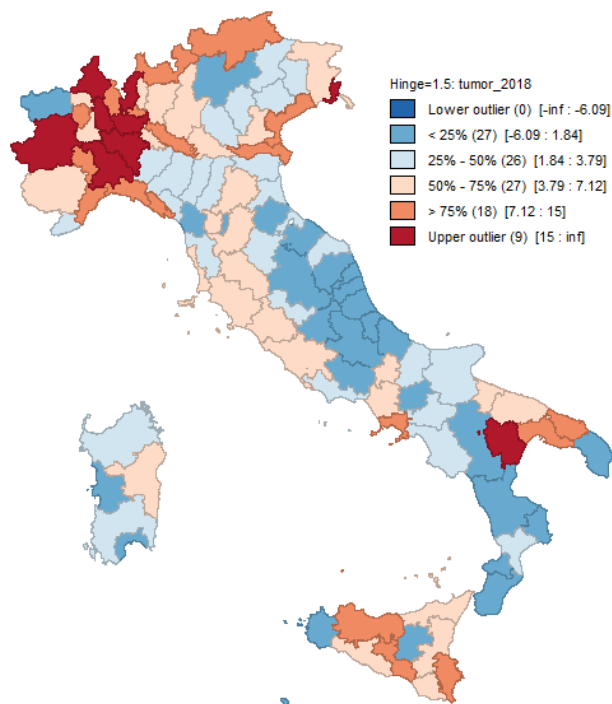 Hinge=1.5: tumor_2018
Lower outlier (0) [-inf : -6.09]
< 25% (27) [-6.09 : 1.84]
25% - 50% (26) [1.84 : 3.79]
50% - 75% (27) [3.79 : 7.12]
> 75% (18) [7.12 : 15]
Upper outlier (9) [15 : inf]